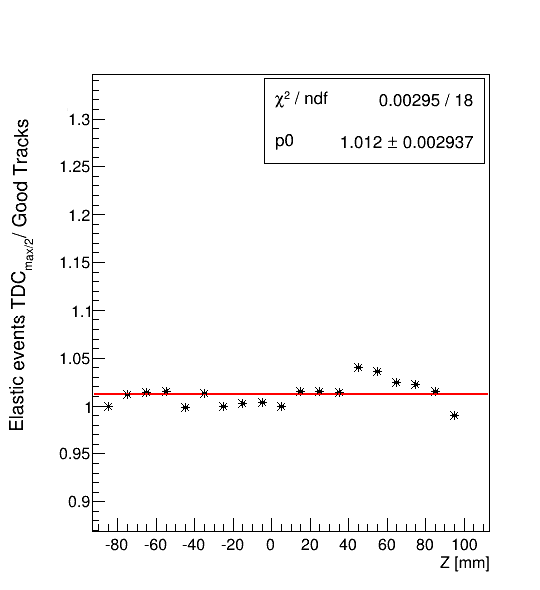 χ² / ndf 0.00295 / 18
p0 1.012 ± 0.002937
Elastic events TDCmax/2/ Good Tracks
1.3
1.25
1.2
1.15
1.1
1.05
1
0.95
0.9
-80 -60 -40 -20 0 20 40 60 80 100
Z [mm]